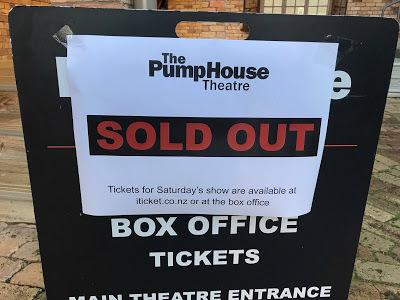 The
PumpHouse
Theatre
SOLD OUT
Tickets for Saturday's show are available at
iticket.co.nz or at the box office
BOX OFFICE
TICKETS
MAIN THEATRE ENTRANCE